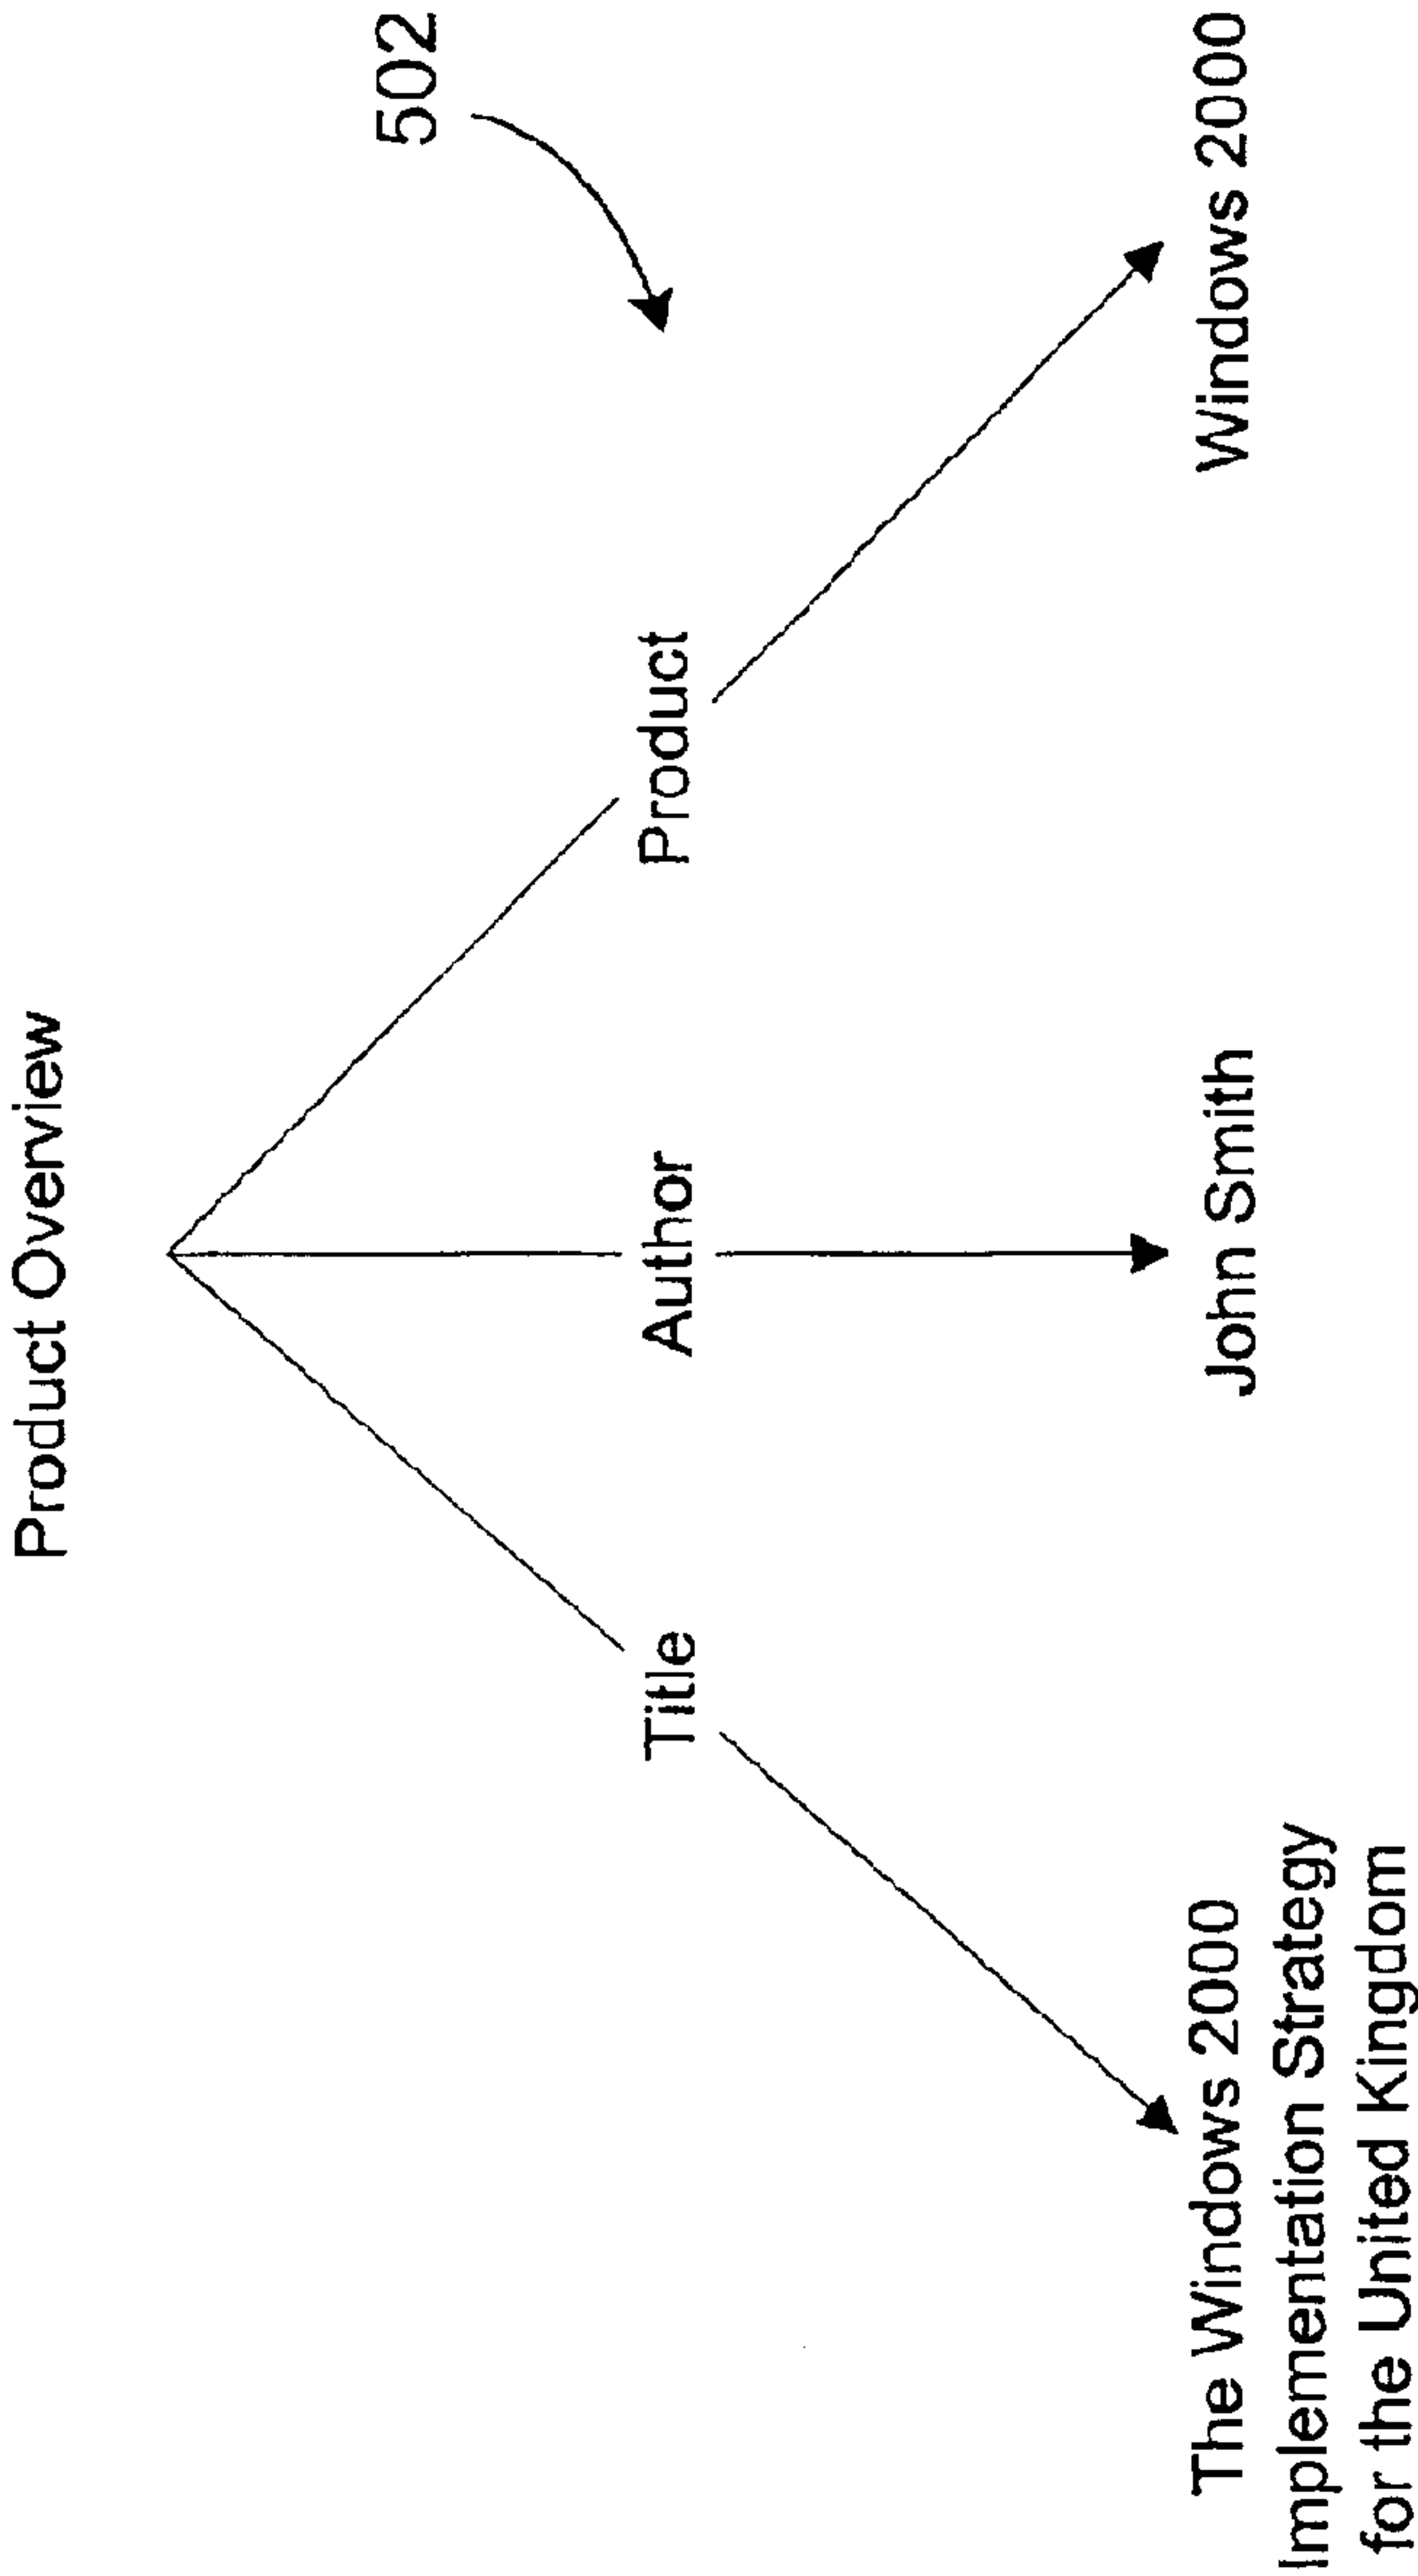 Product Overview
502
Title
Author
Product
The Windows 2000
Implementation Strategy
for the United Kingdom
John Smith
Windows 2000